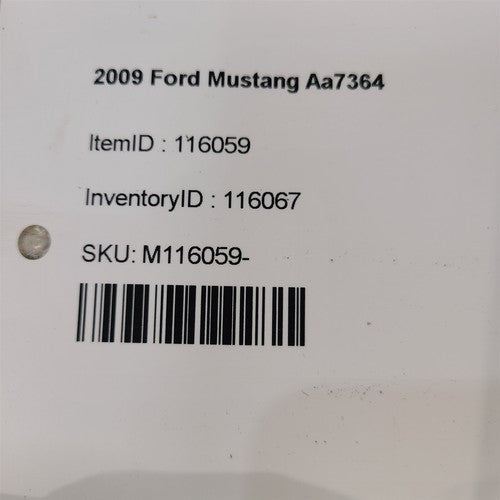 2009 Ford Mustang Aa7364
ItemID : 116059
InventoryID : 116067
SKU: M116059-